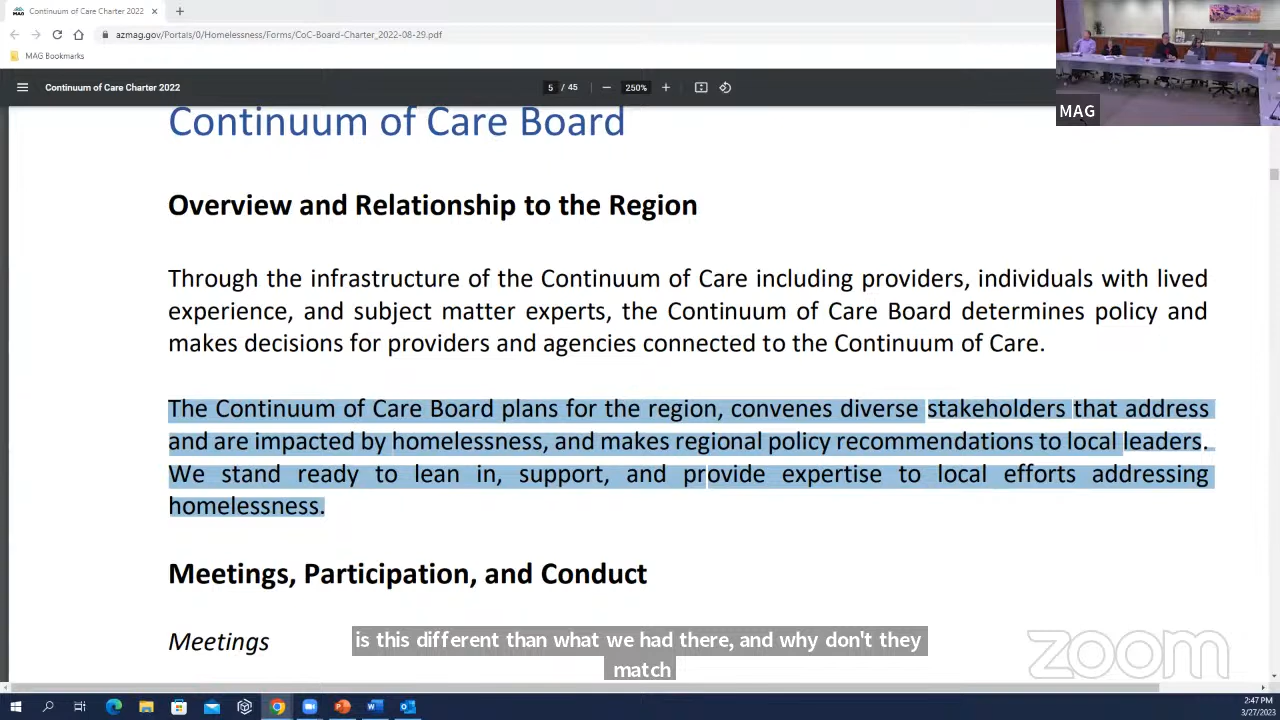 Continuum of Care Charter 2022
azmag.gov/Portals/0/Homelessness/Forms/CoC-Board-Charter_2022-08-29.pdf
MAG Bookmarks
Continuum of Care Charter 2022
5 / 45
250%
MAG
Continuum of Care Board
Overview and Relationship to the Region
Through the infrastructure of the Continuum of Care including providers, individuals with lived
experience, and subject matter experts, the Continuum of Care Board determines policy and
makes decisions for providers and agencies connected to the Continuum of Care.
The Continuum of Care Board plans for the region, convenes diverse stakeholders that address
and are impacted by homelessness, and makes regional policy recommendations to local leaders.
We stand ready to lean in, support, and provide expertise to local efforts addressing
homelessness.
Meetings, Participation, and Conduct
Meetings
is this different than what we had there, and why don't they
match
zoom
2:47 PM
3/27/2023